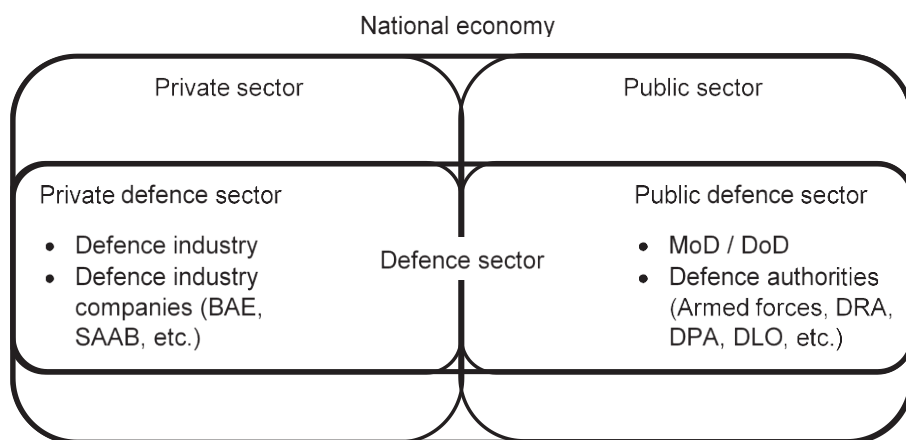 National economy
Private sector
Public sector
Private defence sector
• Defence industry
• Defence industry
companies (BAE,
SAAB, etc.)
Defence sector
Public defence sector
• MoD / DoD
• Defence authorities
(Armed forces, DRA,
DPA, DLO, etc.)